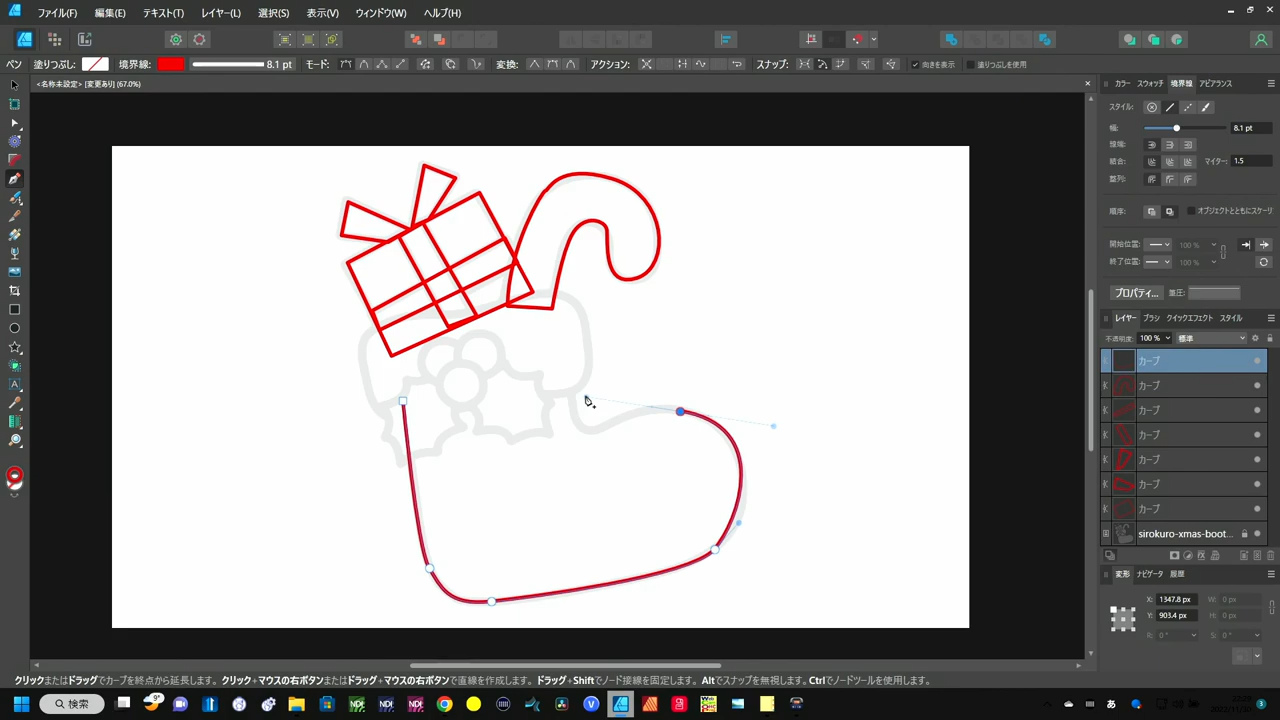 ファイル(F) 編集(E) テキスト(T) レイヤー(L) 選択(S) 表示(V) ウィンドウ(W) ヘルプ(H)
ペン 塗りつぶし: 境界線: 8.1 pt モード: 変換: アクション: スナップ: 向きを表示 塗りつぶしを使用
<名称未設定> [変更あり] (67.0%)
カラー スウォッチ 境界線 アピアランス
スタイル:
幅: 8.1 pt
線端:
結合: マイター: 1.5
整列:
順序: オブジェクトとともにスケーリ
開始位置: 100 %
終了位置: 100 %
プロパティ... 筆圧:
レイヤー ブラシ クイックエフェクト スタイル
不透明度: 100 % 標準
カーブ
カーブ
カーブ
カーブ
カーブ
カーブ
カーブ
sirokuro-xmas-boot...
変形 ナビゲータ 履歴
X: 1347.8 px W: 0 px
Y: 903.4 px H: 0 px
R: 0 ° S: 0 °
クリックまたはドラッグでカーブを終点から延長します。クリック+マウスの右ボタンまたはドラッグ+マウスの右ボタンで直線を作成します。ドラッグ+Shiftでノード接線を固定します。Altでスナップを無視します。Ctrlでノードツールを使用します。
検索 9° あ